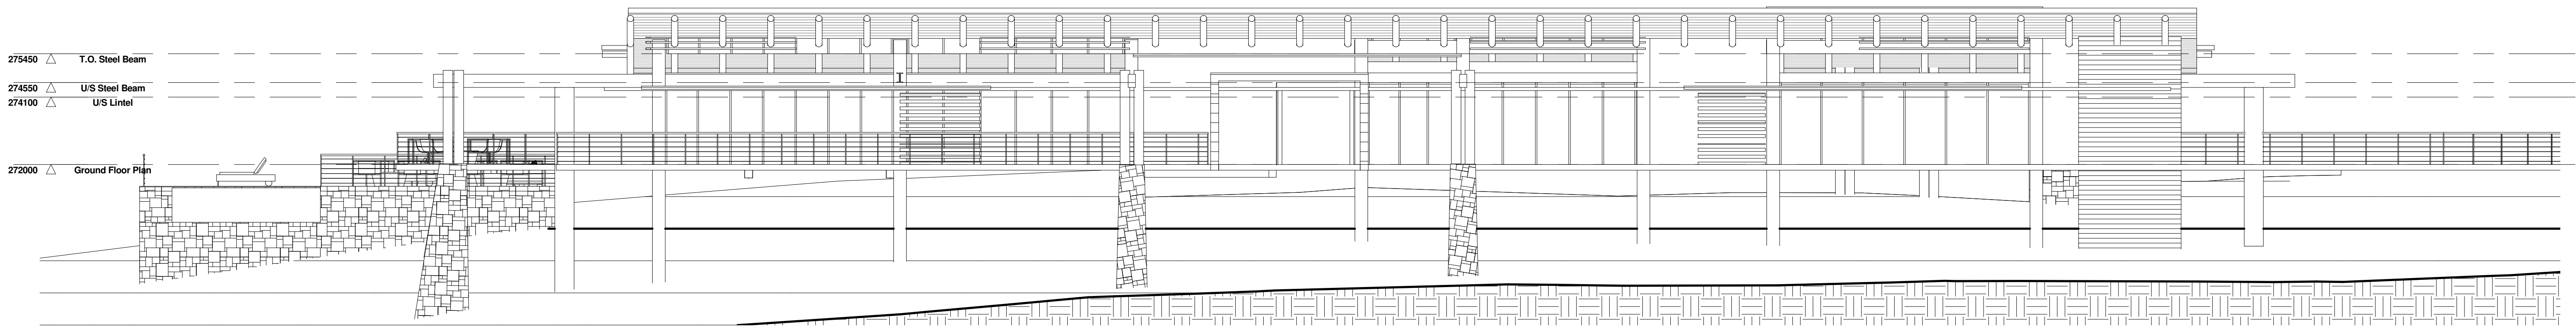 275450 T.O. Steel Beam
274550 U/S Steel Beam
274100 U/S Lintel
272000 Ground Floor Plan